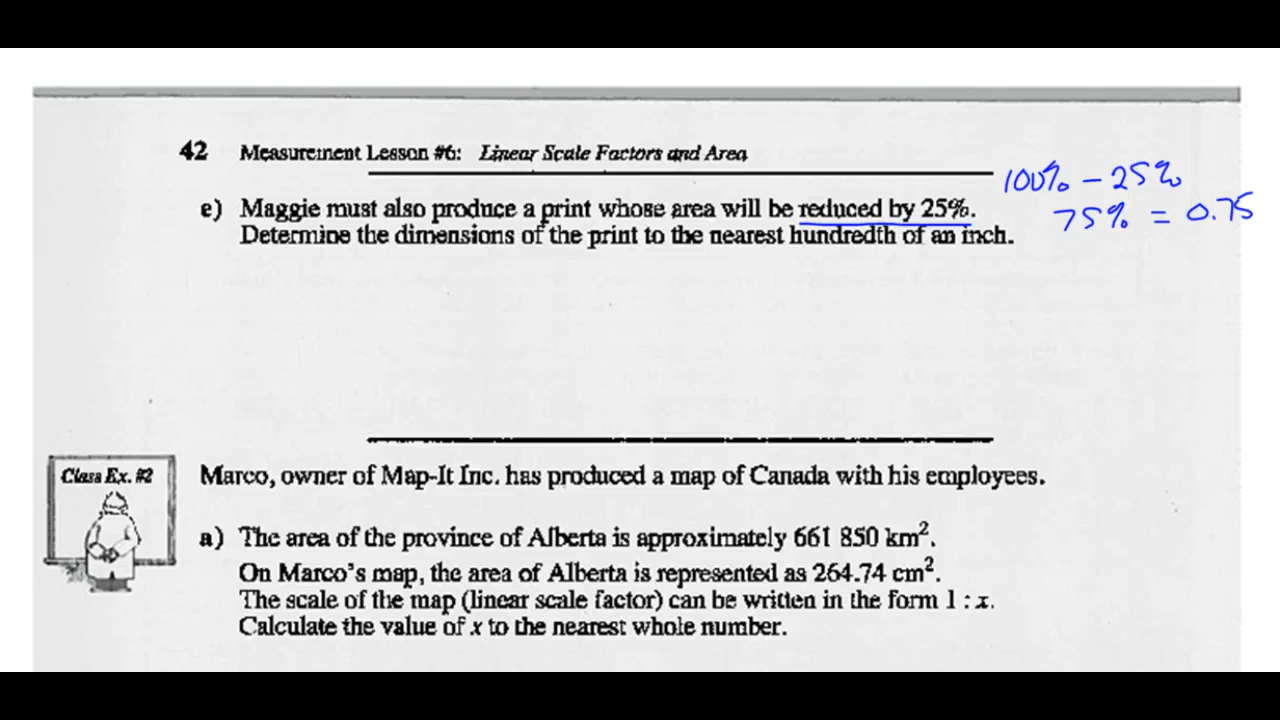 42 Measurement Lesson #6: Linear Scale Factors and Area
100% - 25%
75% = 0.75
e) Maggie must also produce a print whose area will be reduced by 25%.
Determine the dimensions of the print to the nearest hundredth of an inch.
Class Ex. #2
Marco, owner of Map-It Inc. has produced a map of Canada with his employees.
a) The area of the province of Alberta is approximately 661 850 km².
On Marco's map, the area of Alberta is represented as 264.74 cm².
The scale of the map (linear scale factor) can be written in the form 1 : x.
Calculate the value of x to the nearest whole number.